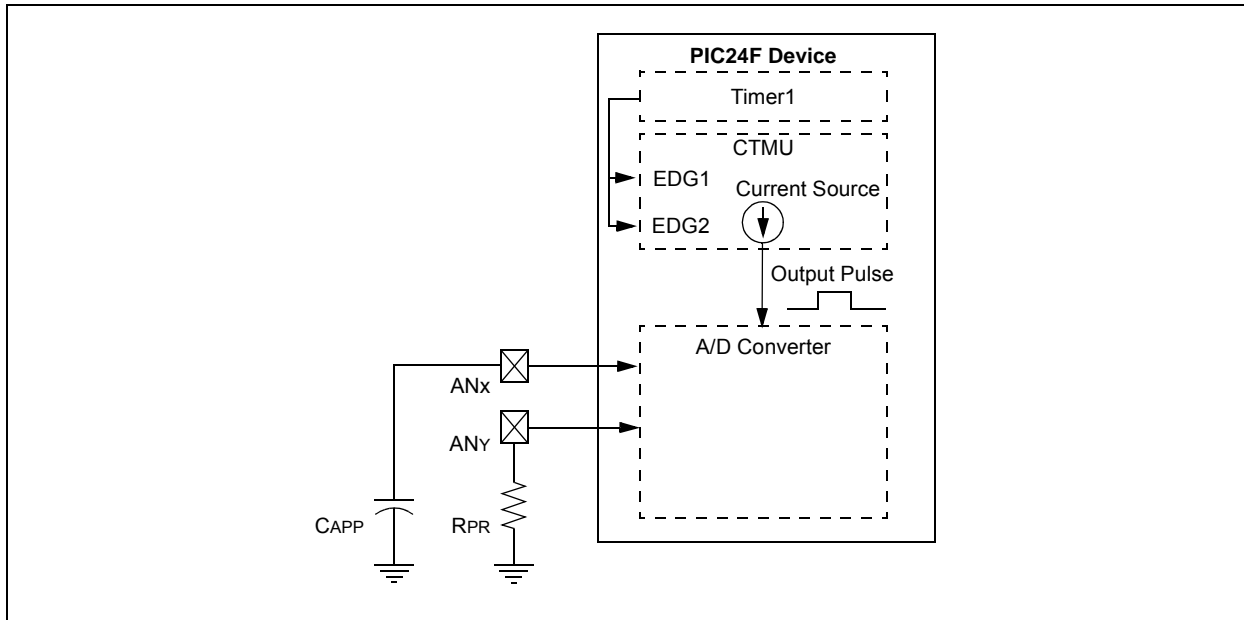 PIC24F Device
Timer1
CTMU
EDG1
Current Source
EDG2
Output Pulse
A/D Converter
ANx
ANY
CAPP
RPR